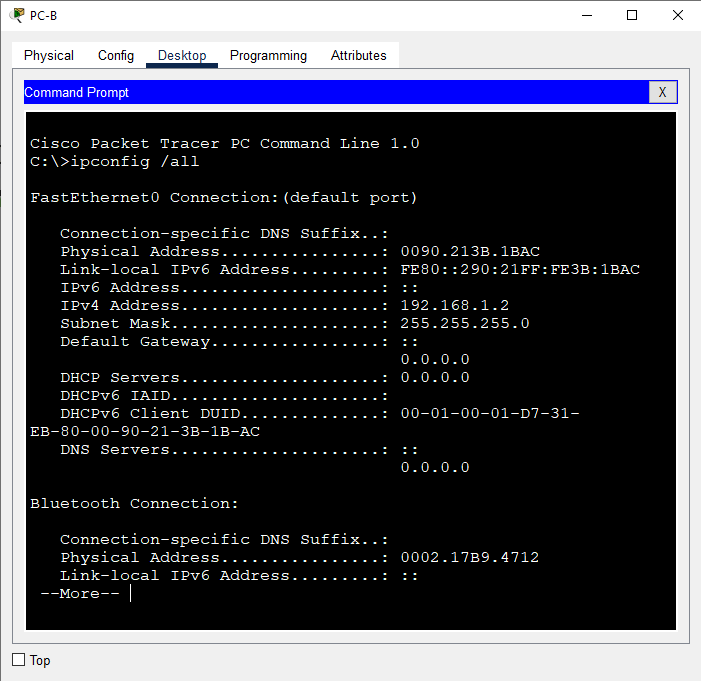 PC-B
Physical Config Desktop Programming Attributes
Command Prompt X
Cisco Packet Tracer PC Command Line 1.0
C:\>ipconfig /all
FastEthernet0 Connection:(default port)
Connection-specific DNS Suffix..:
Physical Address................: 0090.213B.1BAC
Link-local IPv6 Address.........: FE80::290:21FF:FE3B:1BAC
IPv6 Address....................: ::
IPv4 Address....................: 192.168.1.2
Subnet Mask.....................: 255.255.255.0
Default Gateway.................: ::
0.0.0.0
DHCP Servers....................: 0.0.0.0
DHCPv6 IAID.....................:
DHCPv6 Client DUID..............: 00-01-00-01-D7-31-
EB-80-00-90-21-3B-1B-AC
DNS Servers.....................: ::
0.0.0.0
Bluetooth Connection:
Connection-specific DNS Suffix..:
Physical Address................: 0002.17B9.4712
Link-local IPv6 Address.........: ::
--More--
Top